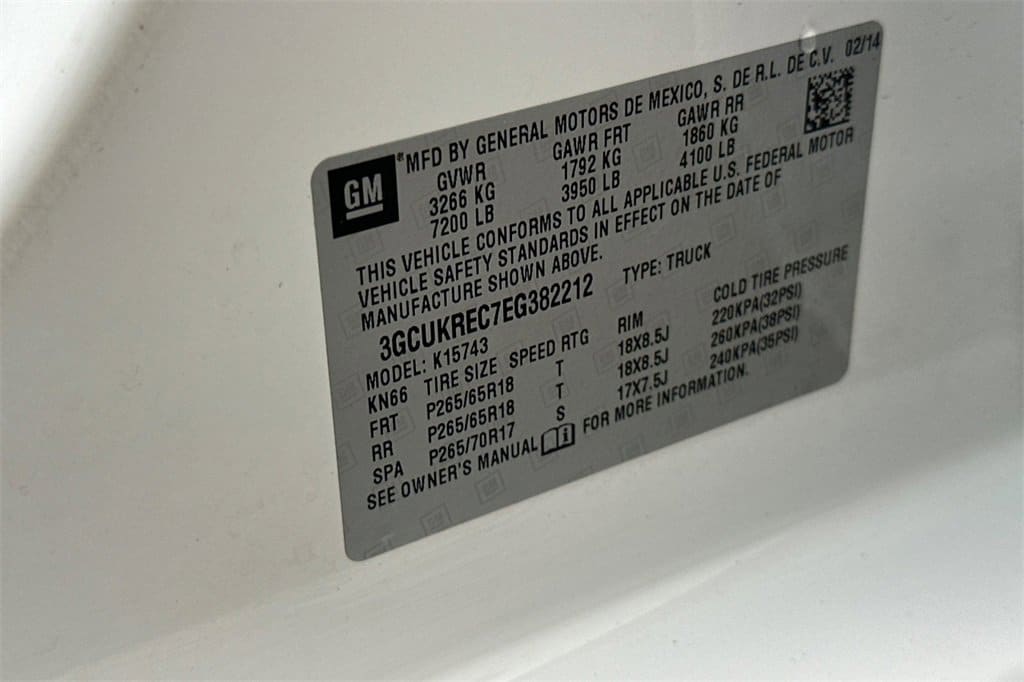 GM
®MFD BY GENERAL MOTORS DE MEXICO, S. DE R.L. DE C.V. 02/14
GVWR GAWR FRT GAWR RR
3266 KG 1792 KG 1860 KG
7200 LB 3950 LB 4100 LB
THIS VEHICLE CONFORMS TO ALL APPLICABLE U.S. FEDERAL MOTOR
VEHICLE SAFETY STANDARDS IN EFFECT ON THE DATE OF
MANUFACTURE SHOWN ABOVE.
3GCUKREC7EG382212 TYPE: TRUCK
MODEL: K15743
KN66 TIRE SIZE SPEED RTG RIM COLD TIRE PRESSURE
FRT P265/65R18 T 18X8.5J 220KPA(32PSI)
RR P265/65R18 T 18X8.5J 260KPA(38PSI)
SPA P265/70R17 S 17X7.5J 240KPA(35PSI)
SEE OWNER'S MANUAL FOR MORE INFORMATION.